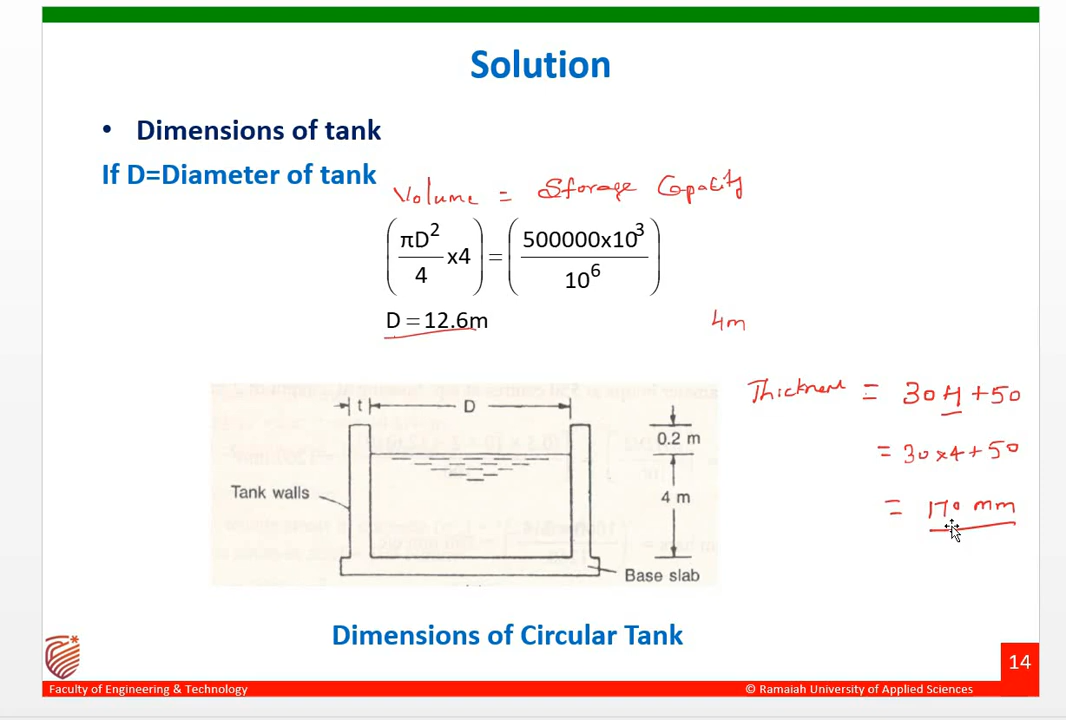 Solution
• Dimensions of tank
If D=Diameter of tank
Volume = Storage Capacity
(πD²/4 x4) = (500000x10³/10⁶)
D = 12.6m
4m
Thickness = 30H+50
= 30×4+50
= 170 mm
t
D
0.2 m
4 m
Tank walls
Base slab
Dimensions of Circular Tank
14
Faculty of Engineering & Technology
© Ramaiah University of Applied Sciences